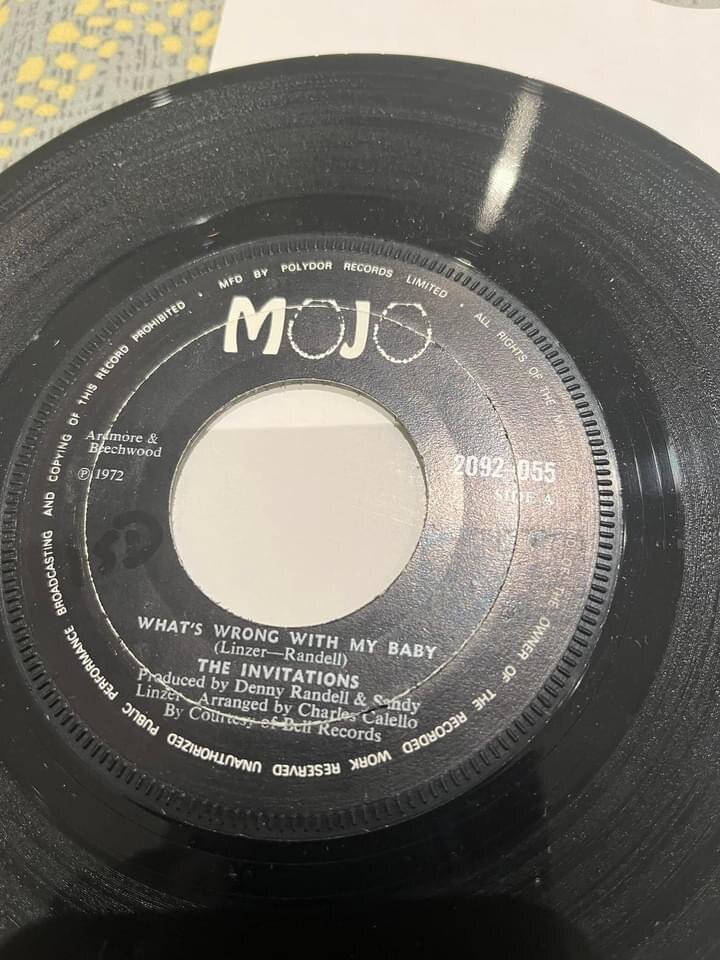 MFD BY POLYDOR RECORDS LIMITED · ALL RIGHTS OF THE
OF THE OWNER OF THE RECORDED WORK RESERVED UNAUTHORIZED PUBLIC PERFORMANCE BROADCASTING AND COPYING OF THIS RECORD PROHIBITED ·
MOJO
Ardmore &
Beechwood
℗ 1972
2092-055
SIDE A
WHAT'S WRONG WITH MY BABY
(Linzer—Randell)
THE INVITATIONS
Produced by Denny Randell & Sandy
Linzer Arranged by Charles Calello
By Courtesy of Bell Records